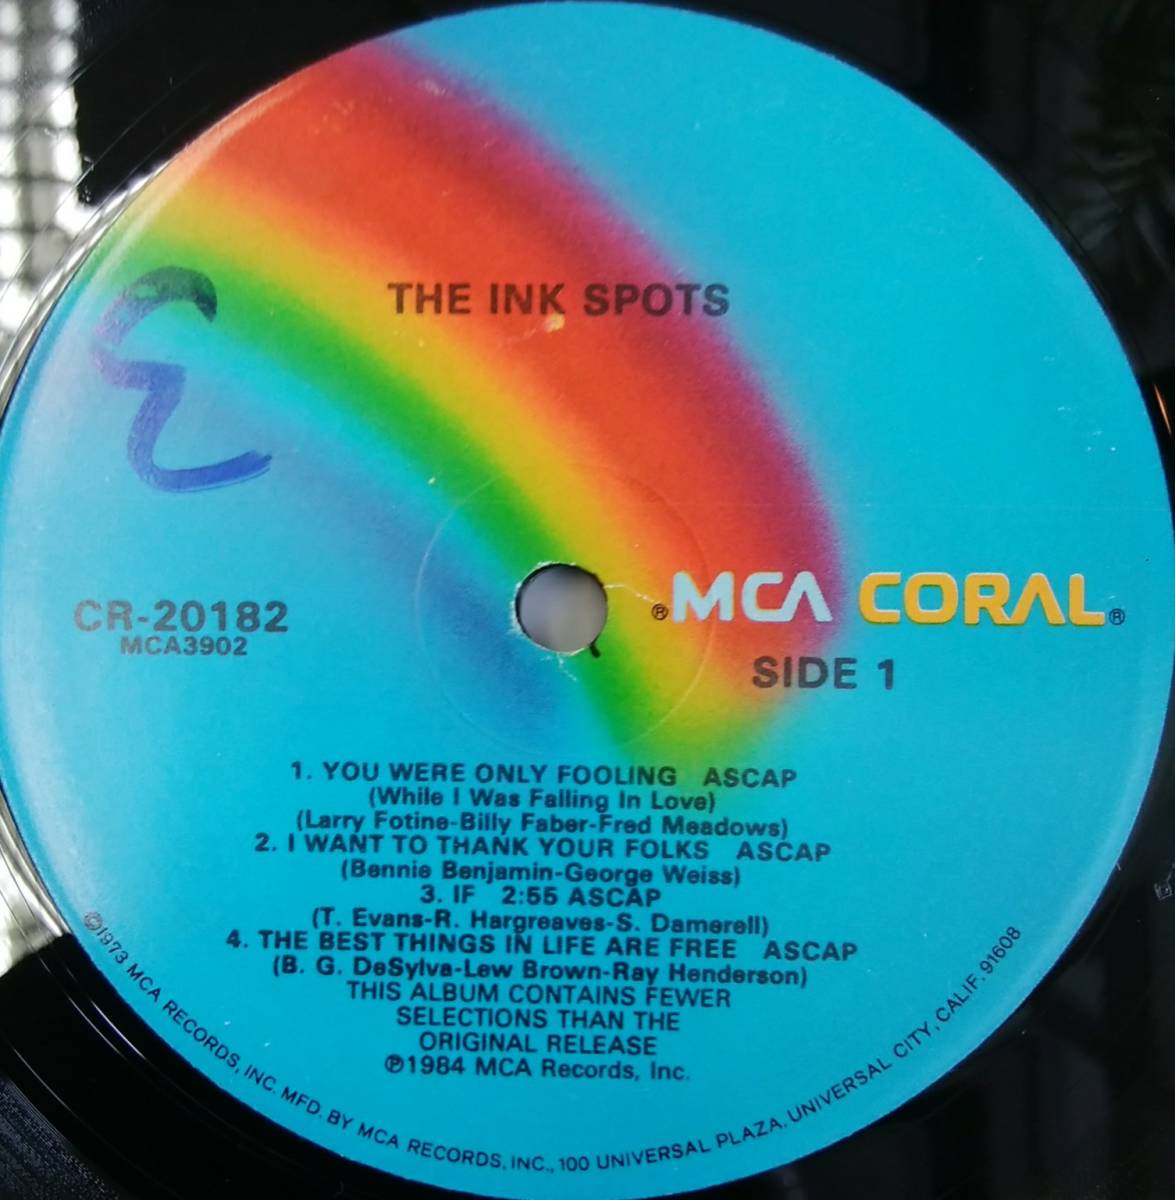 THE INK SPOTS
CR-20182
MCA3902
®MCA CORAL®
SIDE 1
1. YOU WERE ONLY FOOLING ASCAP
(While I Was Falling In Love)
(Larry Fotine-Billy Faber-Fred Meadows)
2. I WANT TO THANK YOUR FOLKS ASCAP
(Bennie Benjamin-George Weiss)
3. IF 2:55 ASCAP
(T. Evans-R. Hargreaves-S. Damerell)
4. THE BEST THINGS IN LIFE ARE FREE ASCAP
(B. G. DeSylva-Lew Brown-Ray Henderson)
THIS ALBUM CONTAINS FEWER
SELECTIONS THAN THE
ORIGINAL RELEASE
℗1984 MCA Records, Inc.
©1973 MCA RECORDS, INC. MFD. BY MCA RECORDS, INC., 100 UNIVERSAL PLAZA, UNIVERSAL CITY, CALIF. 91608